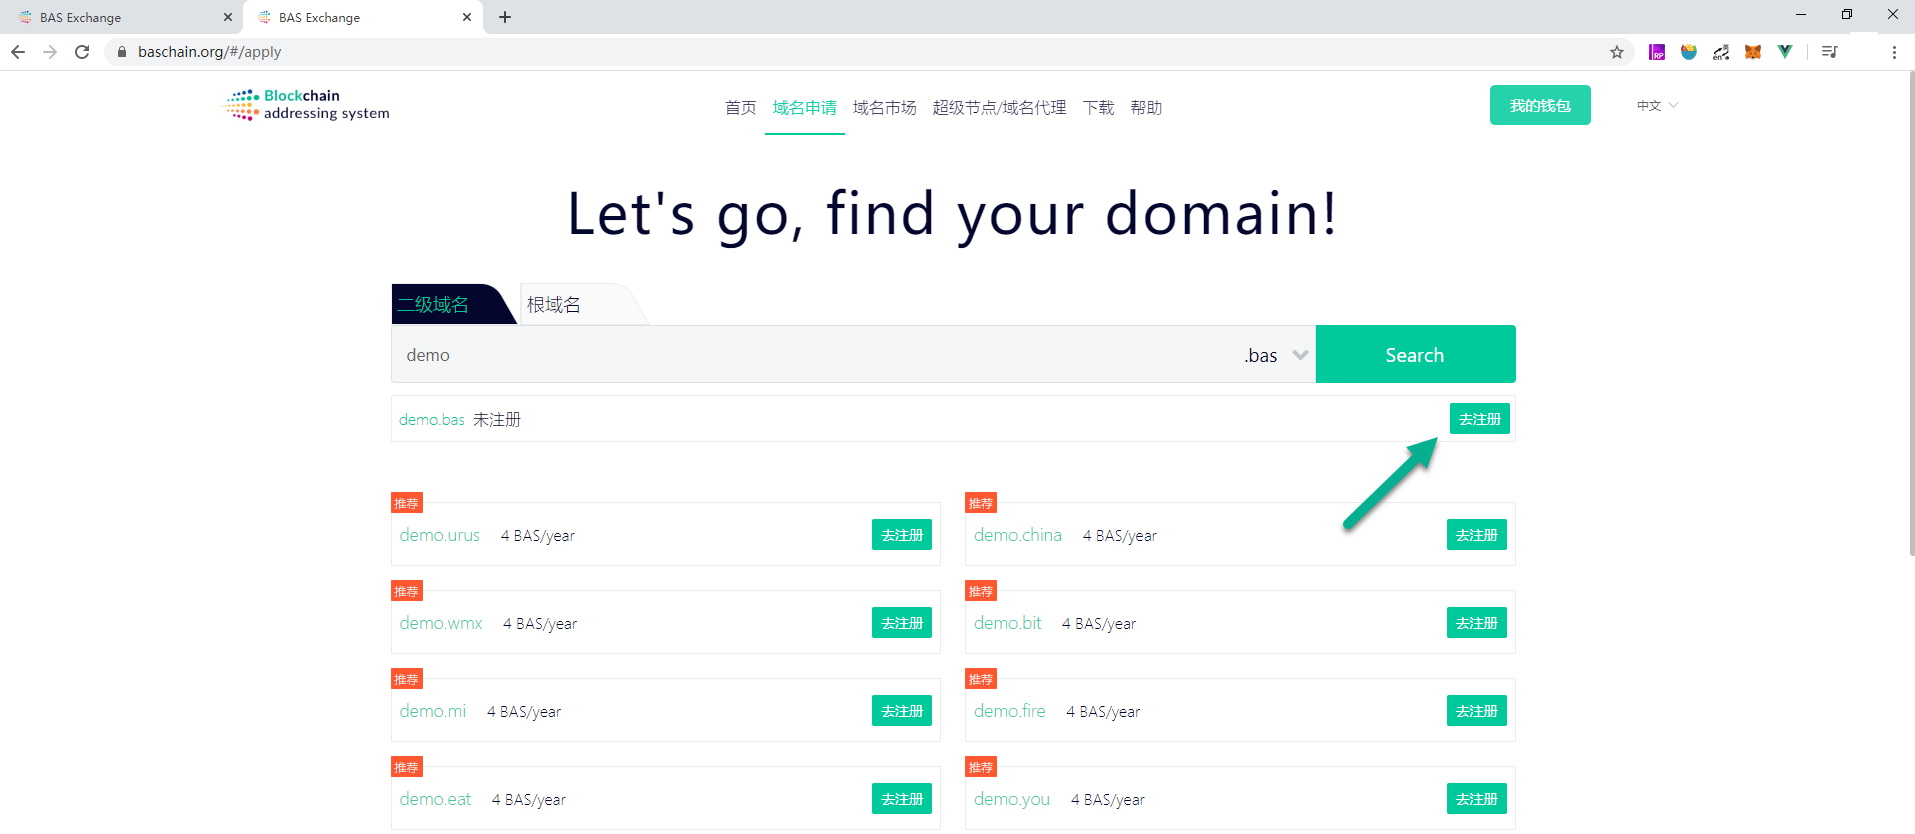 BAS Exchange
BAS Exchange
baschain.org/#/apply
RP
en
Blockchain
addressing system
首页 域名申请 域名市场 超级节点/域名代理 下载 帮助
我的钱包
中文
Let's go, find your domain!
二级域名 根域名
demo .bas Search
demo.bas 未注册 去注册
推荐
demo.urus 4 BAS/year 去注册
推荐
demo.china 4 BAS/year 去注册
推荐
demo.wmx 4 BAS/year 去注册
推荐
demo.bit 4 BAS/year 去注册
推荐
demo.mi 4 BAS/year 去注册
推荐
demo.fire 4 BAS/year 去注册
推荐
demo.eat 4 BAS/year 去注册
推荐
demo.you 4 BAS/year 去注册